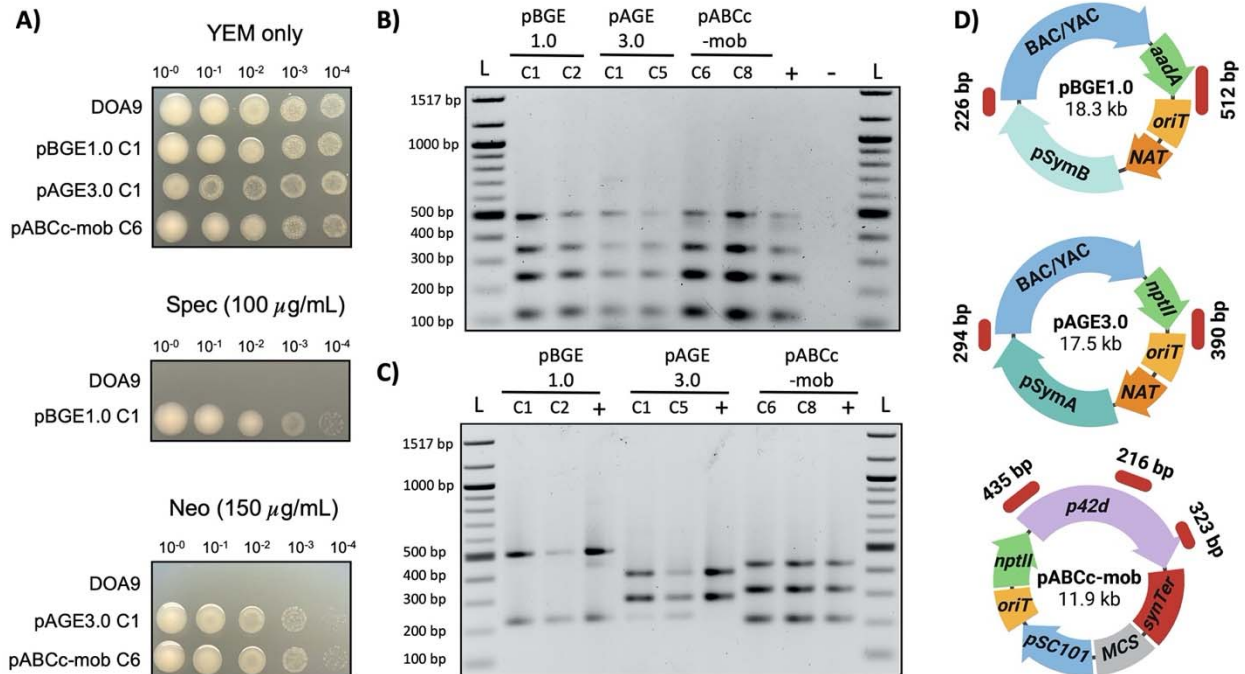 A)
YEM only
10⁻⁰ 10⁻¹ 10⁻² 10⁻³ 10⁻⁴
DOA9
pBGE1.0 C1
pAGE3.0 C1
pABCc-mob C6
Spec (100 μg/mL)
10⁻⁰ 10⁻¹ 10⁻² 10⁻³ 10⁻⁴
DOA9
pBGE1.0 C1
Neo (150 μg/mL)
10⁻⁰ 10⁻¹ 10⁻² 10⁻³ 10⁻⁴
DOA9
pAGE3.0 C1
pABCc-mob C6
B)
pBGE pAGE pABCc
1.0 3.0 -mob
L C1 C2 C1 C5 C6 C8 + - L
1517 bp
1000 bp
500 bp
400 bp
300 bp
200 bp
100 bp
C)
pBGE pAGE pABCc
1.0 3.0 -mob
L C1 C2 + C1 C5 + C6 C8 + L
1517 bp
1000 bp
500 bp
400 bp
300 bp
200 bp
100 bp
D)
BAC/YAC
aadA
226 bp
pBGE1.0
18.3 kb
512 bp
oriT
NAT
pSymB
BAC/YAC
nptII
294 bp
pAGE3.0
17.5 kb
390 bp
oriT
NAT
pSymA
435 bp
216 bp
p42d
323 bp
nptII
pABCc-mob
11.9 kb
oriT
synTer
pSC101
MCS